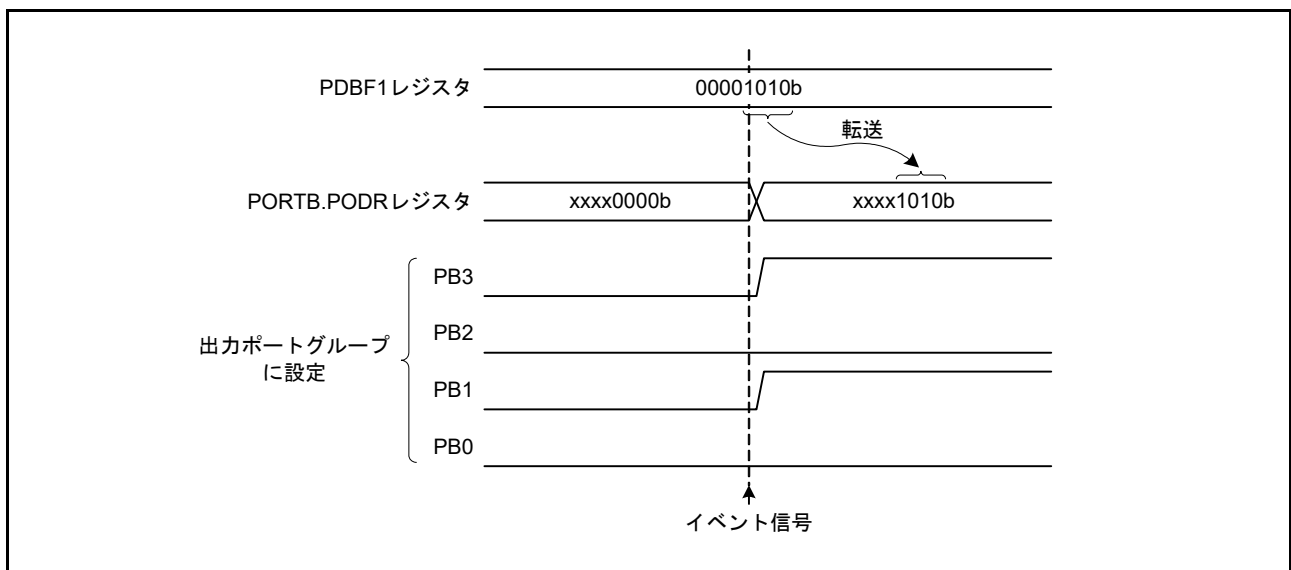 PDBF1レジスタ
00001010b
転送
PORTB.PODRレジスタ
xxxx0000b
xxxx1010b
PB3
PB2
出力ポートグループ
に設定
PB1
PB0
イベント信号